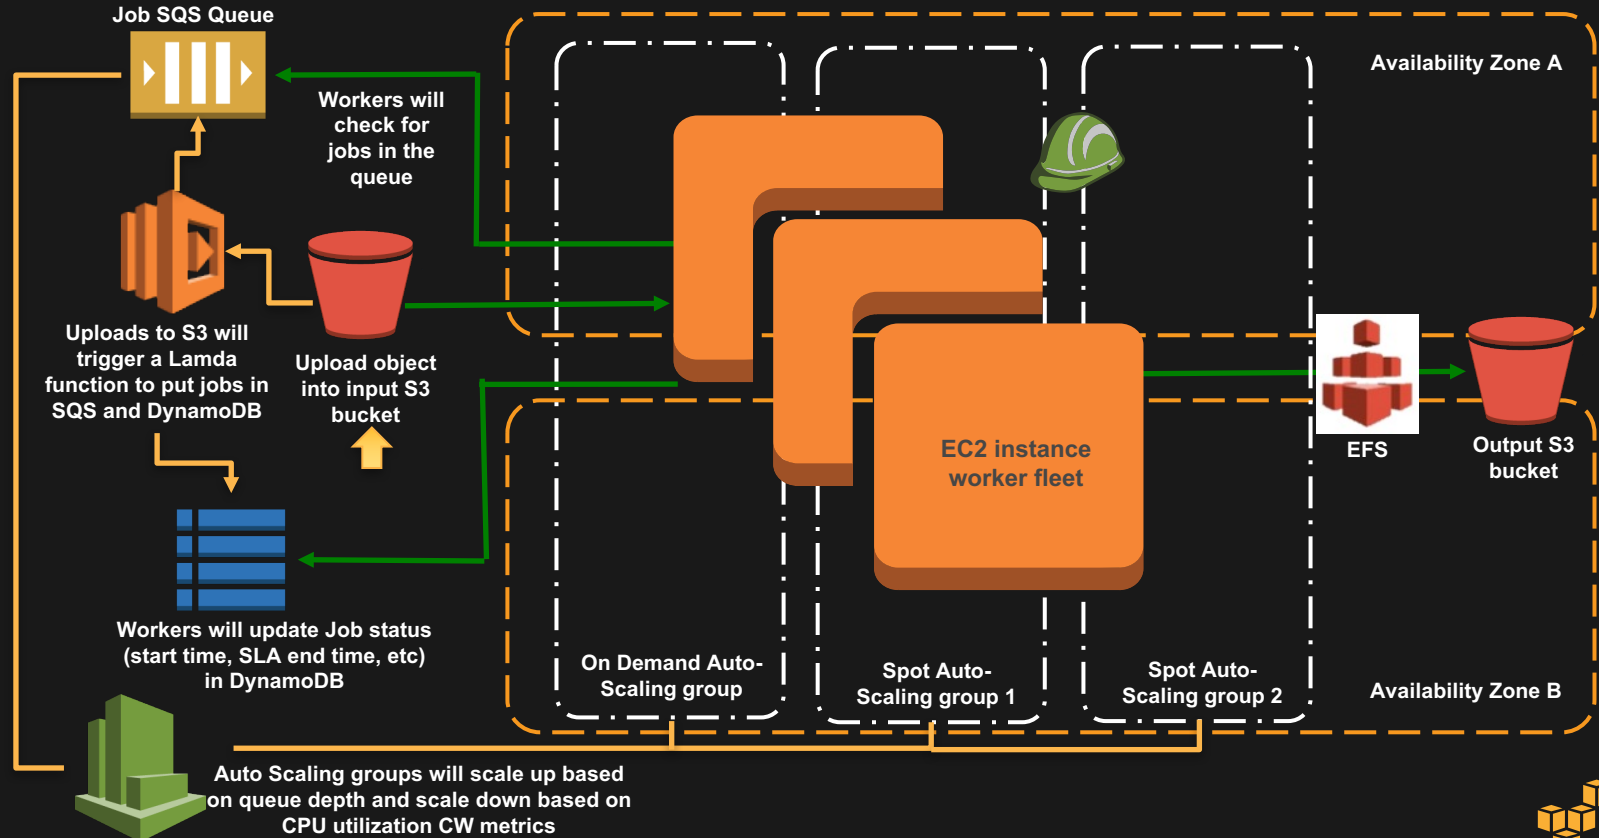 Job SQS Queue
Workers will
check for
jobs in the
queue
Availability Zone A
Uploads to S3 will
trigger a Lamda
function to put jobs in
SQS and DynamoDB
Upload object
into input S3
bucket
EC2 instance
worker fleet
EFS
Output S3
bucket
Workers will update Job status
(start time, SLA end time, etc)
in DynamoDB
On Demand Auto-
Scaling group
Spot Auto-
Scaling group 1
Spot Auto-
Scaling group 2
Availability Zone B
Auto Scaling groups will scale up based
on queue depth and scale down based on
CPU utilization CW metrics